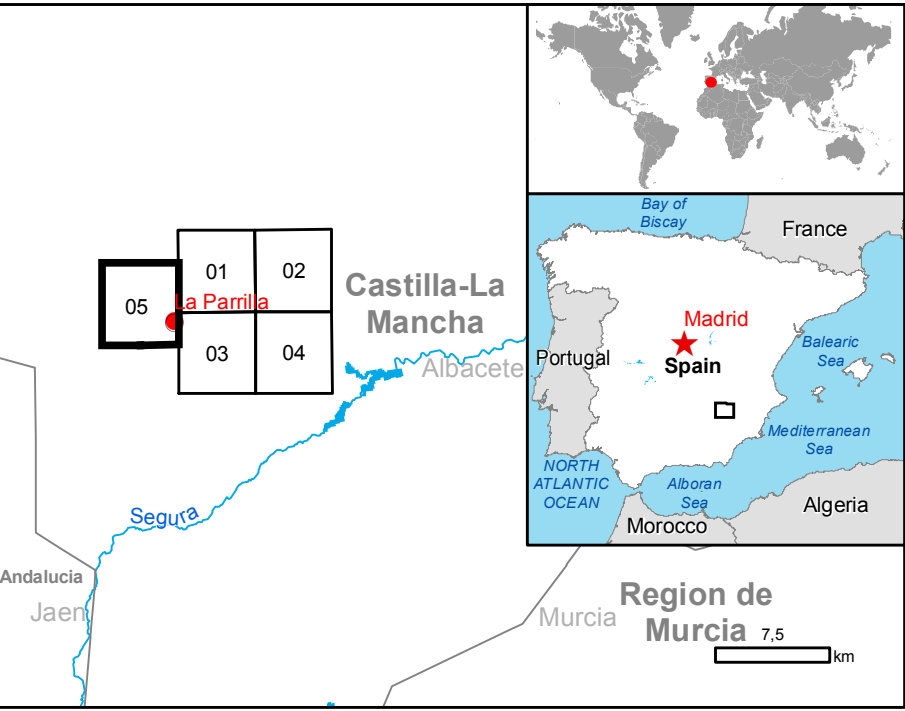 Bay of
Biscay
France
Madrid
Portugal
Spain
Balearic
Sea
Mediterranean
Sea
NORTH
ATLANTIC
OCEAN
Alboran
Sea
Algeria
Morocco
01
02
05
La Parrilla
03
04
Castilla-La
Mancha
Albacete
Segura
Andalucia
Jaen
Murcia
Region de
Murcia
7,5
km